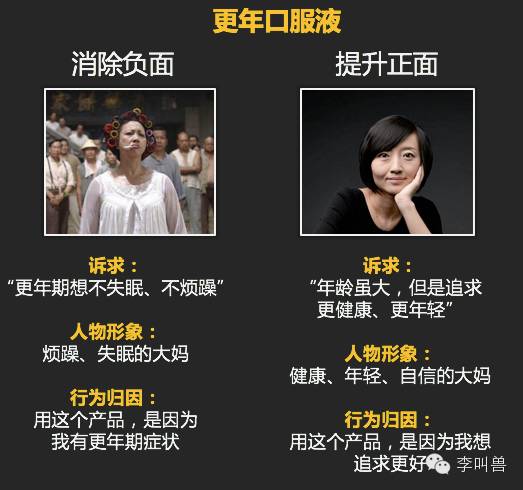 更年口服液
消除负面
提升正面
诉求：
“更年期想不失眠、不烦躁”
人物形象：
烦躁、失眠的大妈
行为归因：
用这个产品，是因为
我有更年期症状
诉求：
“年龄虽大，但是追求
更健康、更年轻”
人物形象：
健康、年轻、自信的大妈
行为归因：
用这个产品，是因为我想
追求更好
李叫兽